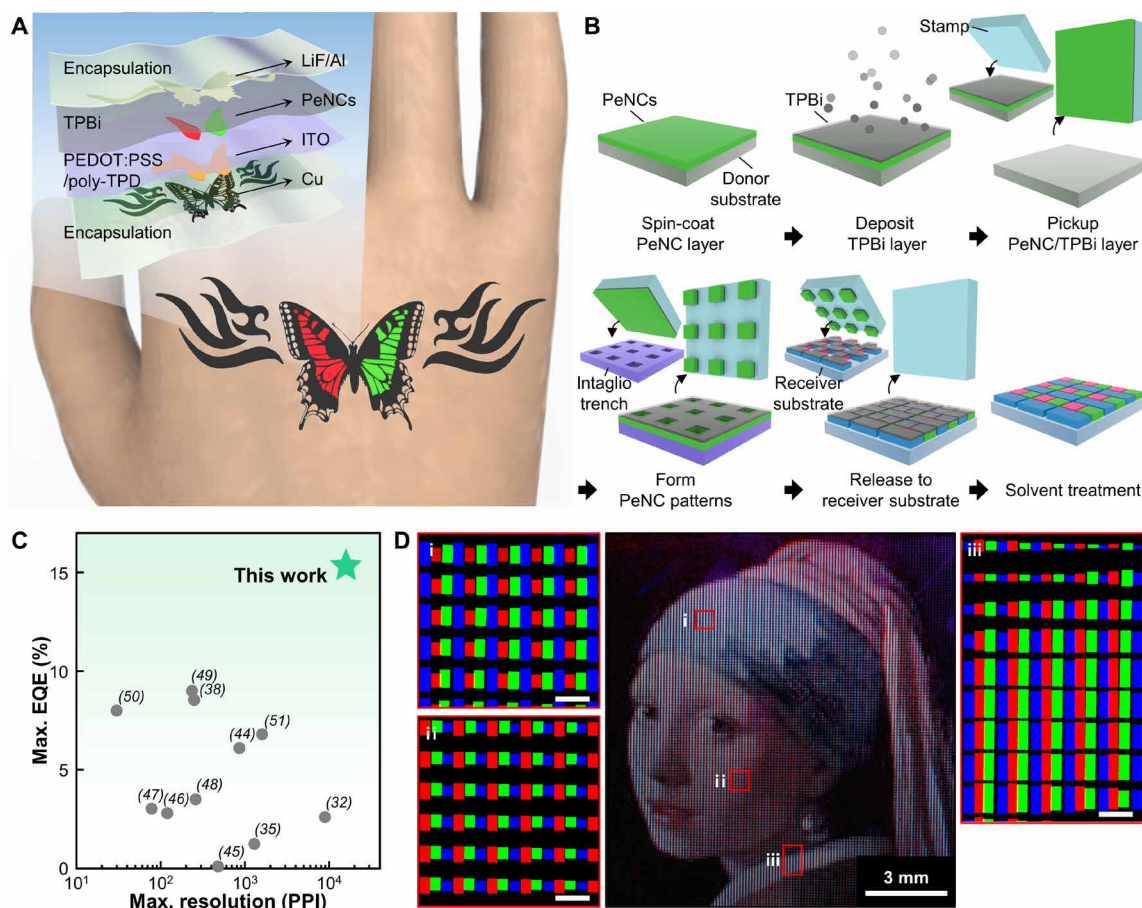 A
Encapsulation
LiF/Al
PeNCs
TPBi
ITO
PEDOT:PSS
/poly-TPD
Cu
Encapsulation
B
PeNCs
Donor
substrate
Spin-coat
PeNC layer
TPBi
Deposit
TPBi layer
Stamp
Pickup
PeNC/TPBi layer
Intaglio
trench
Form
PeNC patterns
Receiver
substrate
Release to
receiver substrate
Solvent treatment
C
Max. EQE (%)
15
10
5
0
This work
(50)
(49)
(38)
(51)
(44)
(48)
(47)
(46)
(32)
(35)
(45)
10¹
10²
10³
10⁴
Max. resolution (PPI)
D
i
ii
i
ii
iii
3 mm
iii